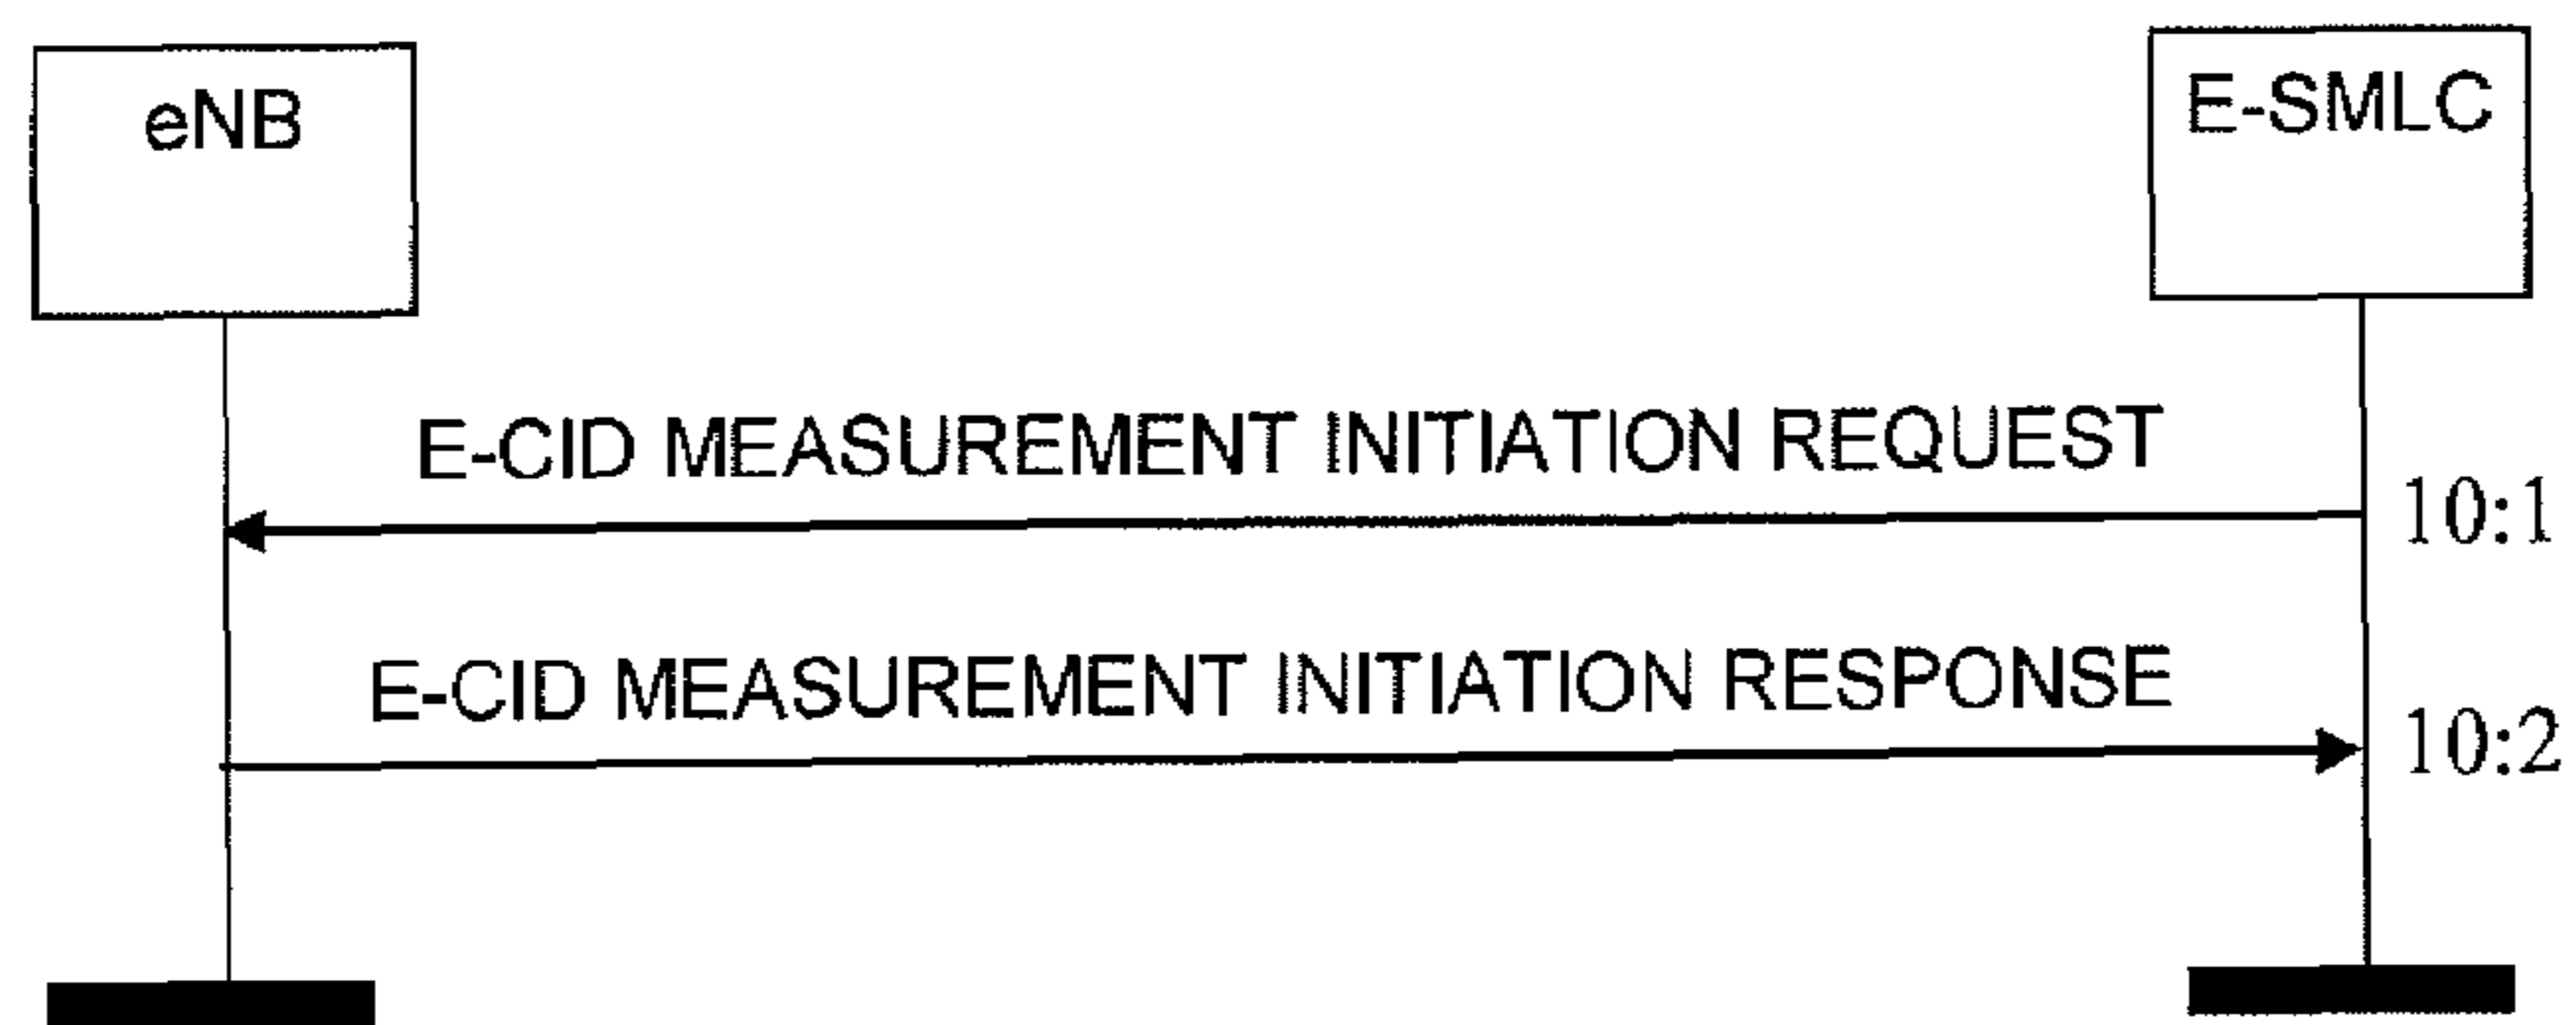 eNB
E-SMLC
E-CID MEASUREMENT INITIATION REQUEST
10:1
E-CID MEASUREMENT INITIATION RESPONSE
10:2